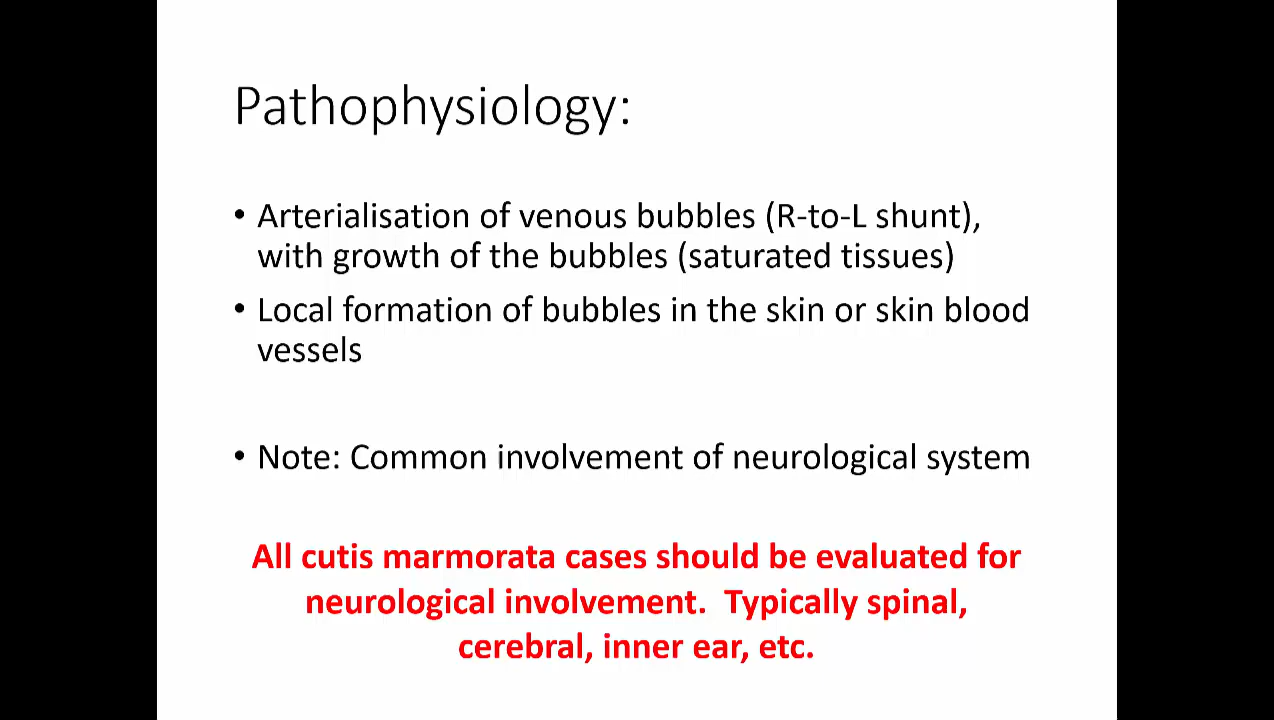 Pathophysiology:
• Arterialisation of venous bubbles (R-to-L shunt),
with growth of the bubbles (saturated tissues)
• Local formation of bubbles in the skin or skin blood
vessels
• Note: Common involvement of neurological system
All cutis marmorata cases should be evaluated for
neurological involvement.  Typically spinal,
cerebral, inner ear, etc.